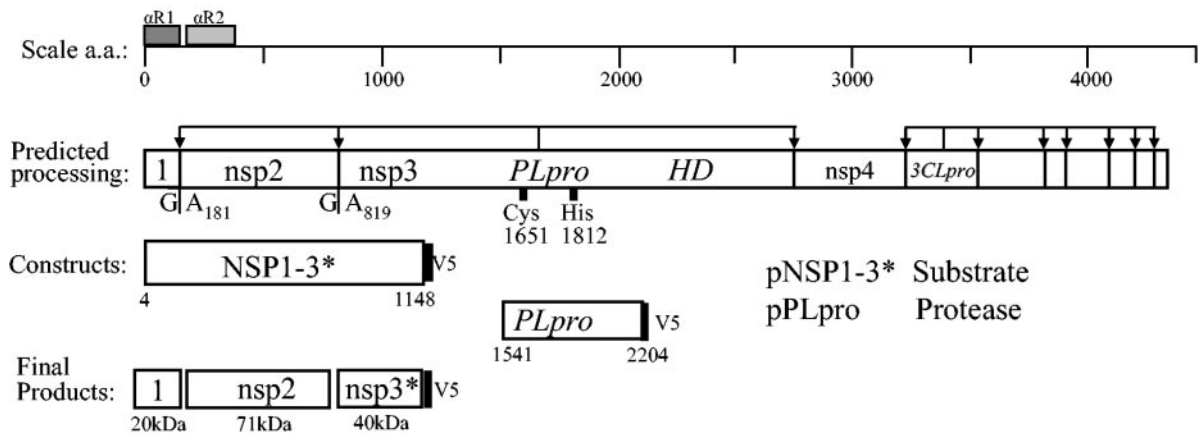 αR1 αR2
Scale a.a.:
0 1000 2000 3000 4000
Predicted processing: 1 nsp2 nsp3 PLpro HD nsp4 3CLpro
G A181 G A819 Cys 1651 His 1812
Constructs: NSP1-3* V5
4 1148
pNSP1-3* Substrate
pPLpro Protease
PLpro V5
1541 2204
Final Products: 1 nsp2 nsp3* V5
20kDa 71kDa 40kDa